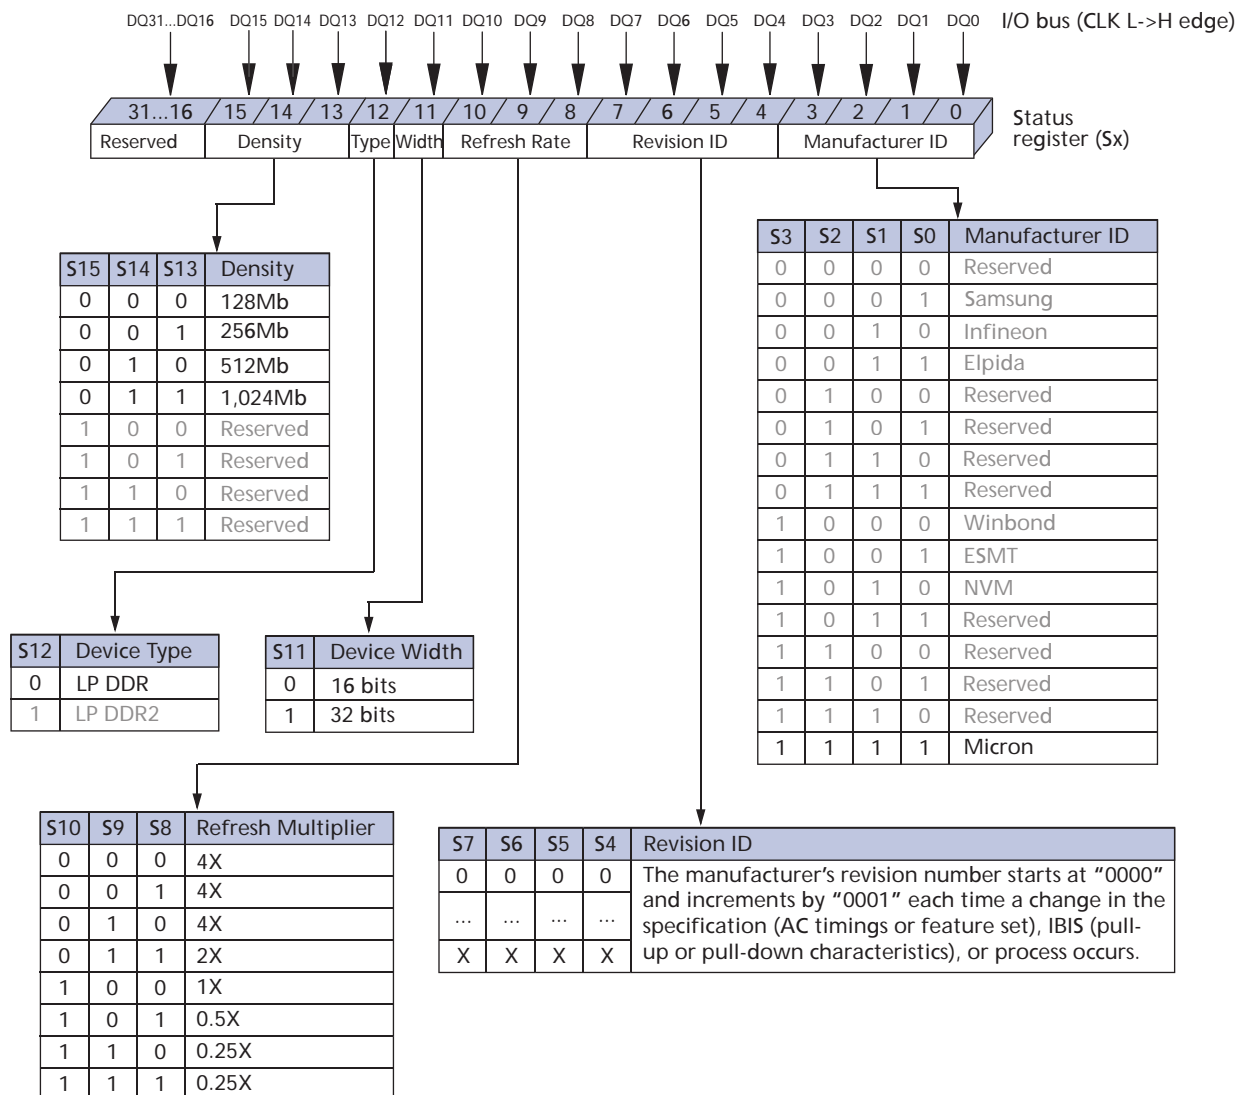 DQ31...DQ16 DQ15 DQ14 DQ13 DQ12 DQ11 DQ10 DQ9 DQ8 DQ7 DQ6 DQ5 DQ4 DQ3 DQ2 DQ1 DQ0 I/O bus (CLK L->H edge)
31...16 15 14 13 12 11 10 9 8 7 6 5 4 3 2 1 0
Reserved Density Type Width Refresh Rate Revision ID Manufacturer ID
Status
register (Sx)
S15 S14 S13 Density
0 0 0 128Mb
0 0 1 256Mb
0 1 0 512Mb
0 1 1 1,024Mb
1 0 0 Reserved
1 0 1 Reserved
1 1 0 Reserved
1 1 1 Reserved
S3 S2 S1 S0 Manufacturer ID
0 0 0 0 Reserved
0 0 0 1 Samsung
0 0 1 0 Infineon
0 0 1 1 Elpida
0 1 0 0 Reserved
0 1 0 1 Reserved
0 1 1 0 Reserved
0 1 1 1 Reserved
1 0 0 0 Winbond
1 0 0 1 ESMT
1 0 1 0 NVM
1 0 1 1 Reserved
1 1 0 0 Reserved
1 1 0 1 Reserved
1 1 1 0 Reserved
1 1 1 1 Micron
S12 Device Type
0 LP DDR
1 LP DDR2
S11 Device Width
0 16 bits
1 32 bits
S10 S9 S8 Refresh Multiplier
0 0 0 4X
0 0 1 4X
0 1 0 4X
0 1 1 2X
1 0 0 1X
1 0 1 0.5X
1 1 0 0.25X
1 1 1 0.25X
S7 S6 S5 S4 Revision ID
0 0 0 0 The manufacturer's revision number starts at "0000"
and increments by "0001" each time a change in the
... ... ... ... specification (AC timings or feature set), IBIS (pull-
X X X X up or pull-down characteristics), or process occurs.